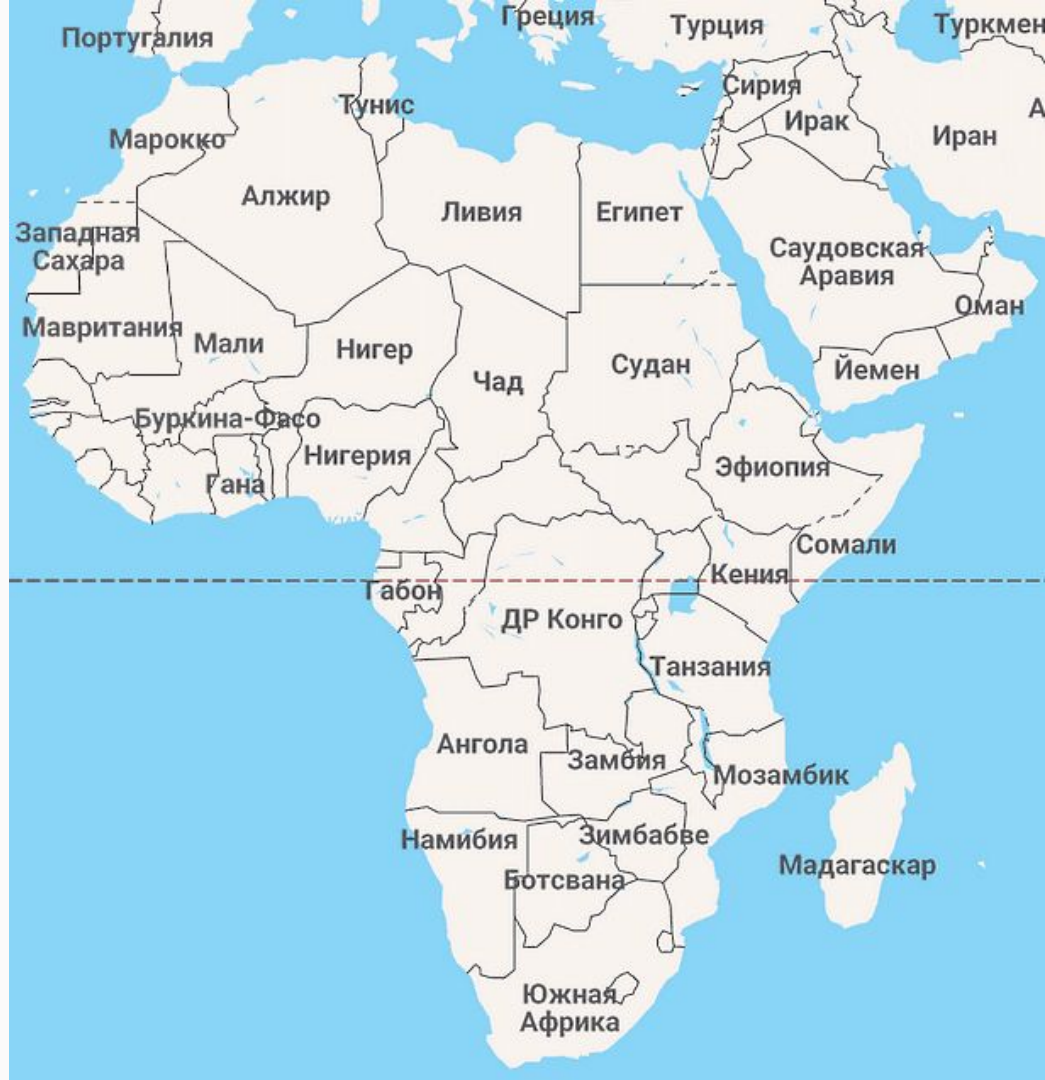 Греция
Турция
Туркмен
Португалия
Сирия
Тунис
А
Ирак
Иран
Марокко
Алжир
Ливия
Египет
Западная
Сахара
Саудовская
Аравия
Оман
Мавритания
Мали
Нигер
Судан
Йемен
Чад
Буркина-Фасо
Нигерия
Эфиопия
Гана
Сомали
Кения
Габон
ДР Конго
Танзания
Ангола
Замбия
Мозамбик
Намибия
Зимбабве
Мадагаскар
Ботсвана
Южная
Африка